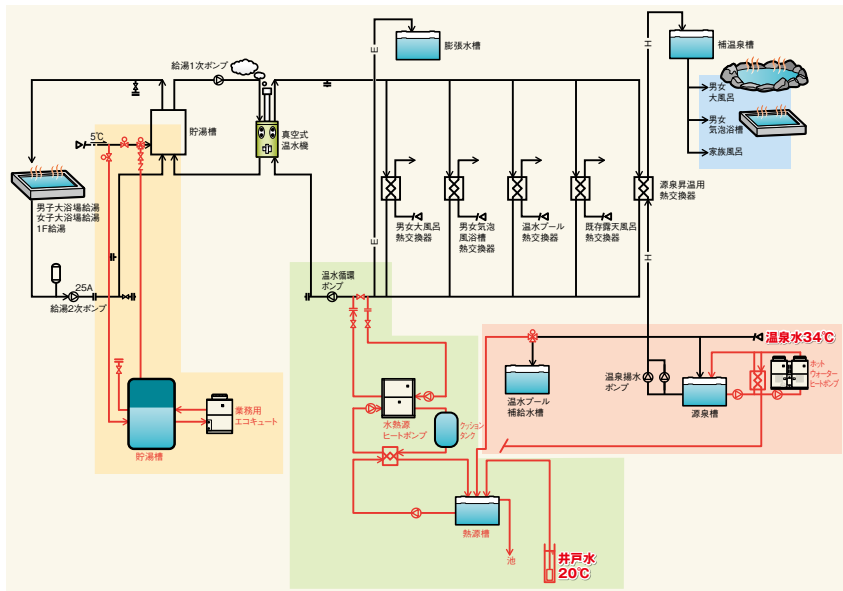 給湯1次ポンプ
膨張水槽
補温泉槽
男女
大風呂
男女
気泡浴槽
家族風呂
5℃
貯湯槽
真空式
温水機
男子大浴場給湯
女子大浴場給湯
1F給湯
男女大風呂
熱交換器
男女気泡
風呂槽
熱交換器
温水プール
熱交換器
既存露天風呂
熱交換器
源泉昇温用
熱交換器
E
E
H
H
25A
給湯2次ポンプ
温水循環
ポンプ
温泉水34℃
温水プール
補給水槽
温泉揚水
ポンプ
源泉槽
ホット
ウォーター
ヒートポンプ
業務用
エコキュート
貯湯槽
水熱源
ヒートポンプ
クッション
タンク
熱源槽
池
井戸水
20℃